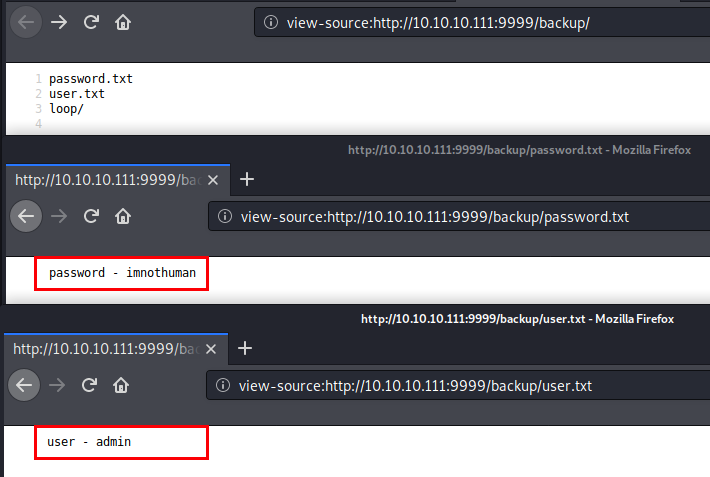 view-source:http://10.10.10.111:9999/backup/
1 password.txt
2 user.txt
3 loop/
4
http://10.10.10.111:9999/backup/password.txt - Mozilla Firefox
http://10.10.10.111:9999/ba
view-source:http://10.10.10.111:9999/backup/password.txt
password - imnothuman
http://10.10.10.111:9999/backup/user.txt - Mozilla Firefox
http://10.10.10.111:9999/ba
view-source:http://10.10.10.111:9999/backup/user.txt
user - admin